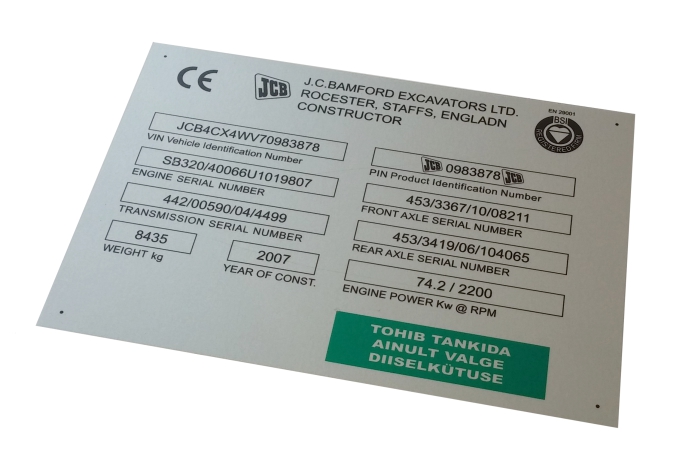 CE
JCB
J.C.BAMFORD EXCAVATORS LTD.
ROCESTER, STAFFS, ENGLADN
CONSTRUCTOR
EN 29001
BSI
REGISTERED FIRM
JCB4CX4WV70983878
VIN Vehicle Identification Number
SB320/40066U1019807
ENGINE SERIAL NUMBER
442/00590/04/4499
TRANSMISSION SERIAL NUMBER
8435
WEIGHT kg
2007
YEAR OF CONST.
JCB 0983878 JCB
PIN Product Identification Number
453/3367/10/08211
FRONT AXLE SERIAL NUMBER
453/3419/06/104065
REAR AXLE SERIAL NUMBER
74.2 / 2200
ENGINE POWER Kw @ RPM
TOHIB TANKIDA
AINULT VALGE
DIISELKÜTUSE